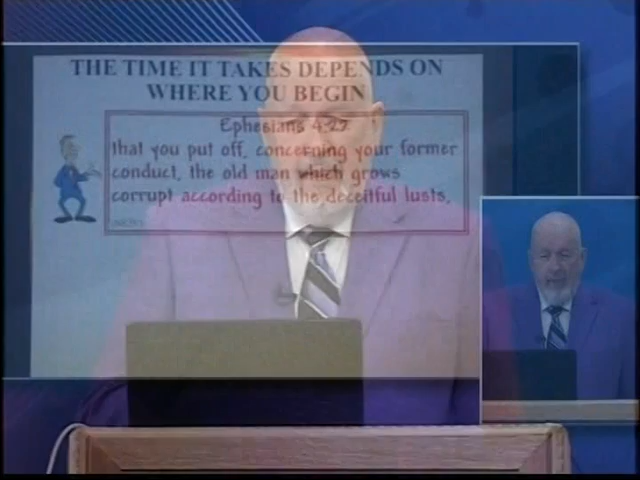 THE TIME IT TAKES DEPENDS ON
WHERE YOU BEGIN
Ephesians 4:22
that you put off, concerning your former
conduct, the old man which grows
corrupt according to the deceitful lusts,